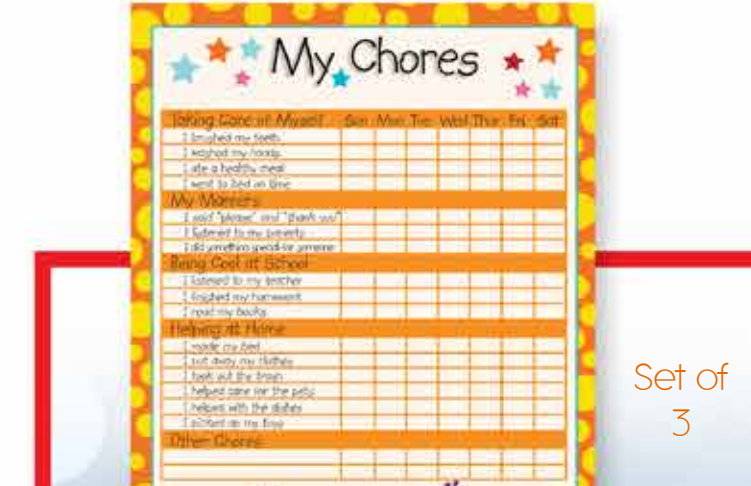 My Chores
Taking Care of Myself Sun Mon Tue Wed Thur Fri Sat
I brushed my teeth
I washed my hands
I ate a healthy meal
I went to bed on time
My Manners
I said "please" and "thank you"
I listened to my parents
I did something special for someone
Being Cool at School
I listened to my teacher
I finished my homework
I read my books
Helping at Home
I made my bed
I put away my clothes
I took out the trash
I helped care for the pets
I helped with the dishes
I picked up my toys
Other Chores
Set of
3